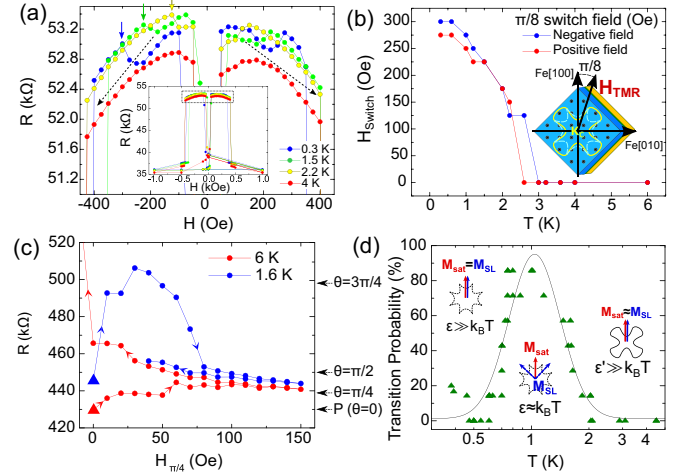 (a)
53.2
52.8
52.4
52.0
51.6
51.2
R (kΩ)
-400 -200 0 200 400
H (Oe)
R (kΩ)
55
50
45
40
35
-1.0 -0.5 0.0 0.5 1.0
H (kOe)
0.3 K
1.5 K
2.2 K
4 K
(b)
π/8 switch field (Oe)
Negative field
Positive field
300
250
200
150
100
50
0
H_Switch (Oe)
0 1 2 3 4 5 6
T (K)
Fe[100] π/8
H_TMR
Fe[010]
(c)
6 K
1.6 K
520
500
480
460
440
420
R (kΩ)
θ=3π/4
θ=π/2
θ=π/4
P (θ=0)
0 50 100 150
H_π/4 (Oe)
(d)
Transition Probability (%)
100
80
60
40
20
0
M_sat=M_SL
ε≫k_BT
M_sat
M_SL
ε≈k_BT
M_sat≈M_SL
ε'≫k_BT
0.5 1 2 3 4
T (K)